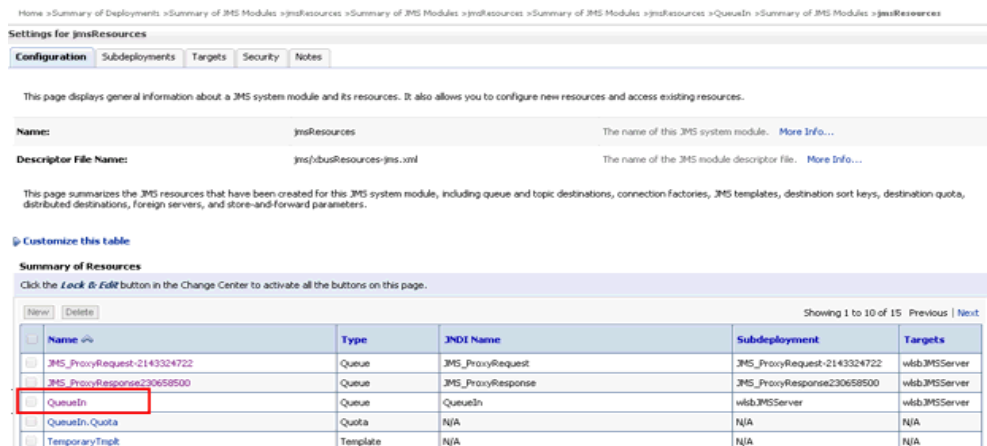 Home >Summary of Deployments >Summary of JMS Modules >jmsResources >Summary of JMS Modules >jmsResources >Summary of JMS Modules >jmsResources >QueueIn >Summary of JMS Modules >jmsResources
Settings for jmsResources
Configuration Subdeployments Targets Security Notes
This page displays general information about a JMS system module and its resources. It also allows you to configure new resources and access existing resources.
Name: jmsResources The name of this JMS system module. More Info...
Descriptor File Name: jms/xbusResources-jms.xml The name of the JMS module descriptor file. More Info...
This page summarizes the JMS resources that have been created for this JMS system module, including queue and topic destinations, connection factories, JMS templates, destination sort keys, destination quota,
distributed destinations, foreign servers, and store-and-forward parameters.
Customize this table
Summary of Resources
Click the Lock & Edit button in the Change Center to activate all the buttons on this page.
New Delete Showing 1 to 10 of 15 Previous | Next
Name Type JNDI Name Subdeployment Targets
JMS_ProxyRequest-2143324722 Queue JMS_ProxyRequest JMS_ProxyRequest-2143324722 wlsbJMSServer
JMS_ProxyResponse230658500 Queue JMS_ProxyResponse JMS_ProxyResponse230658500 wlsbJMSServer
QueueIn Queue QueueIn wlsbJMSServer wlsbJMSServer
QueueIn.Quota Quota N/A N/A N/A
TemporaryTmplt Template N/A N/A N/A